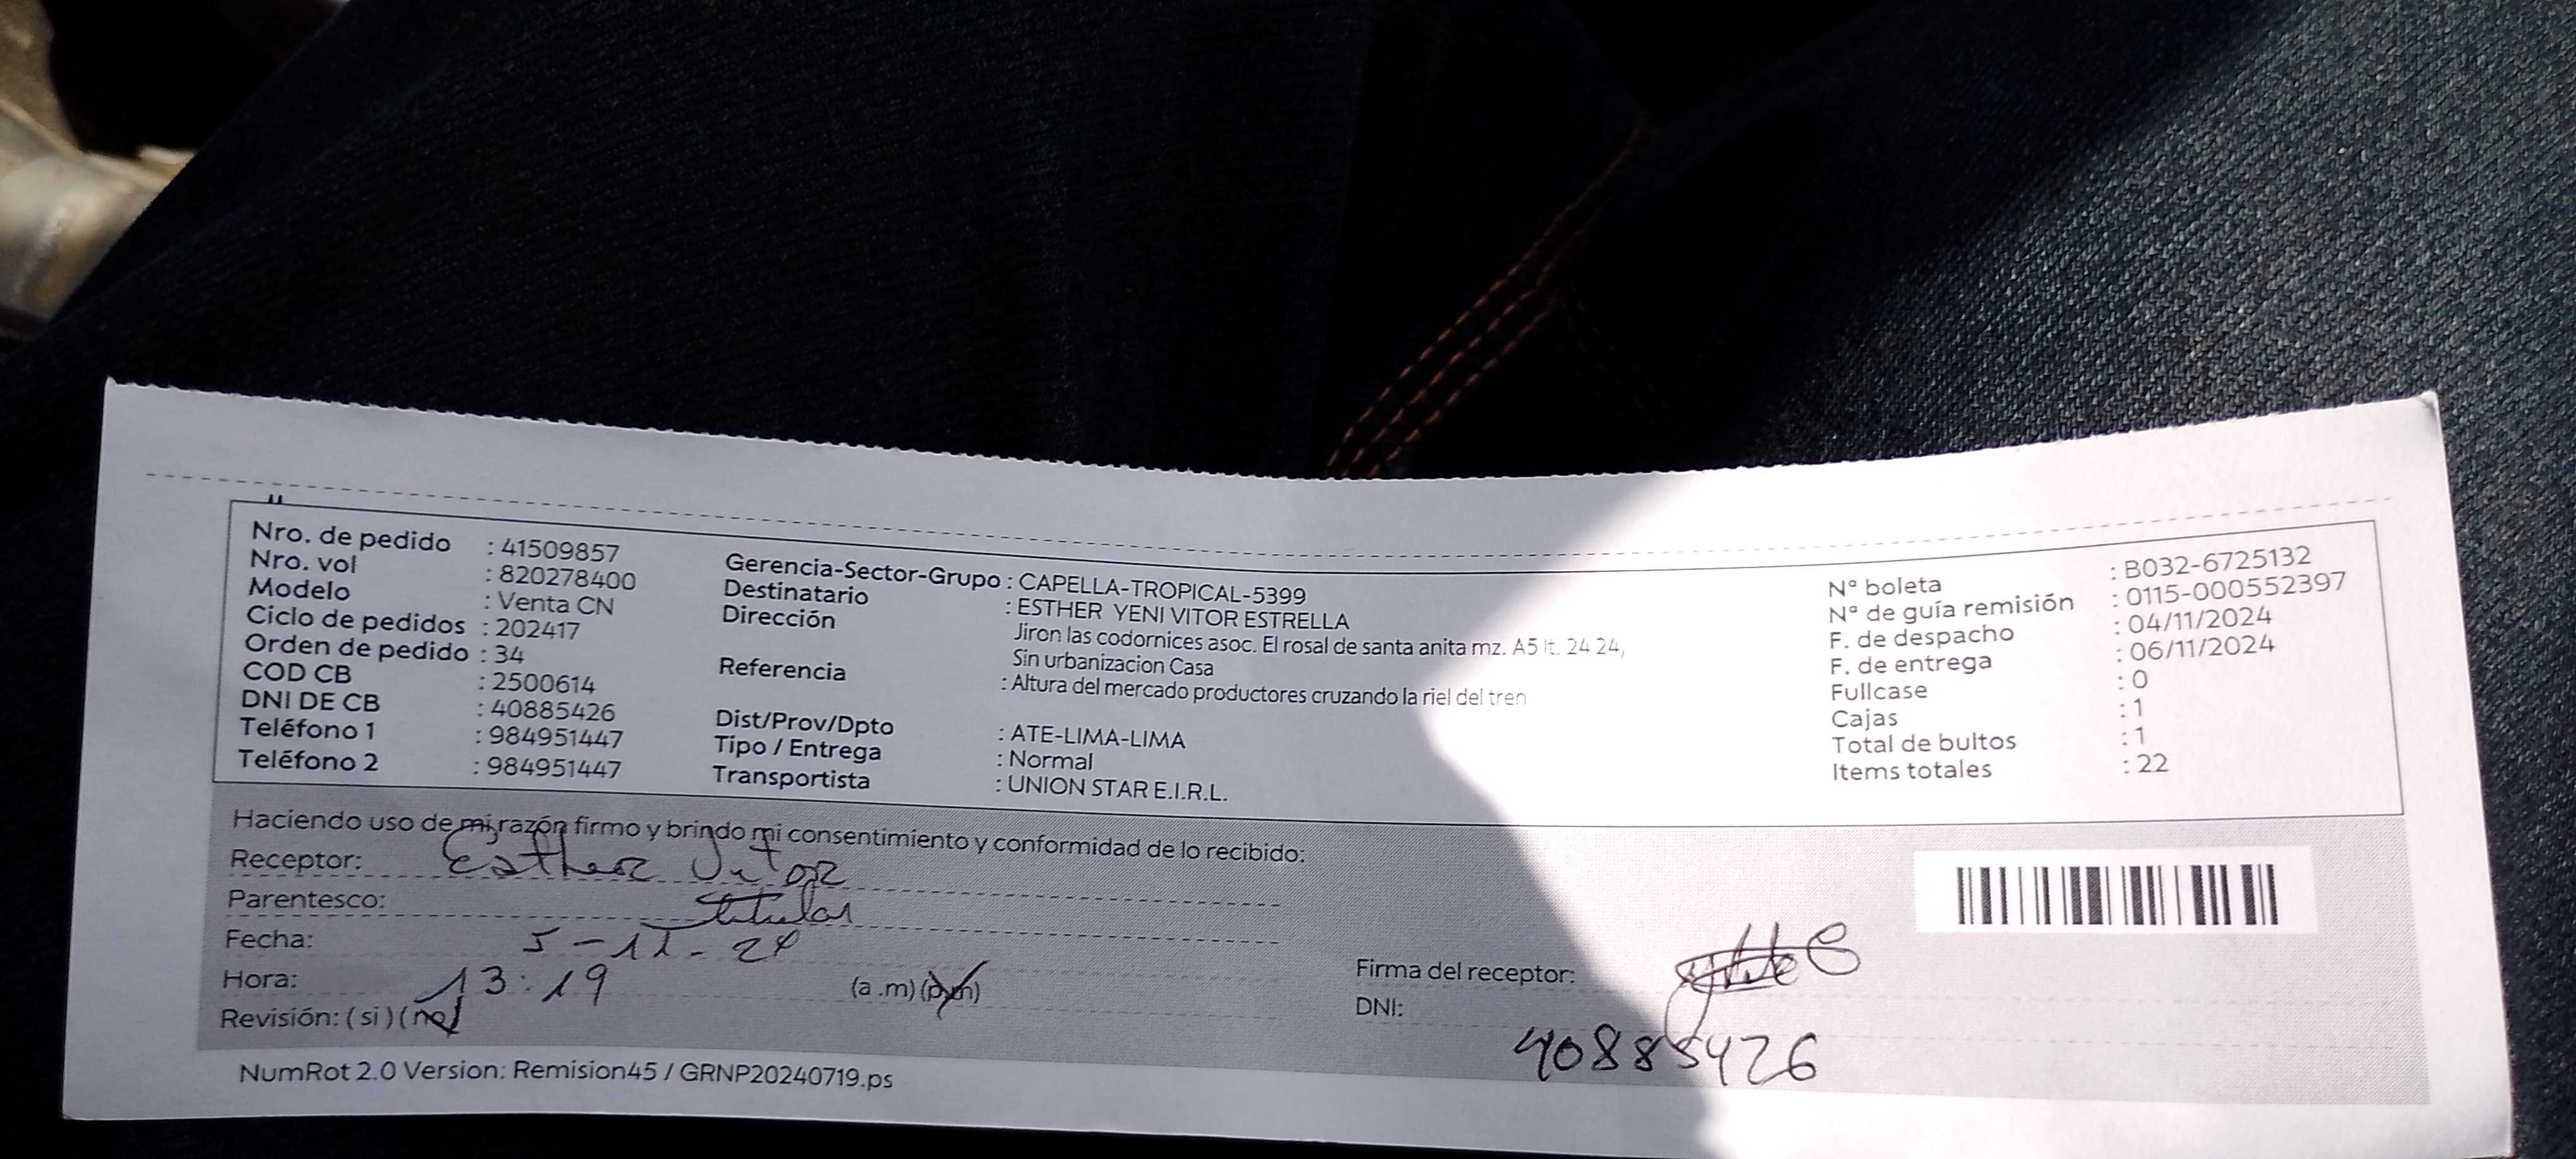 Nro. de pedido : 41509857
Nro. vol : 820278400
Modelo : Venta CN
Ciclo de pedidos : 202417
Orden de pedido : 34
COD CB : 2500614
DNI DE CB : 40885426
Teléfono 1 : 984951447
Teléfono 2 : 984951447
Gerencia-Sector-Grupo : CAPELLA-TROPICAL-5399
Destinatario : ESTHER YENI VITOR ESTRELLA
Dirección
Jiron las codornices asoc. El rosal de santa anita mz. A5 lt. 24 24,
Sin urbanizacion Casa
Referencia : Altura del mercado productores cruzando la riel del tren
Dist/Prov/Dpto : ATE-LIMA-LIMA
Tipo / Entrega : Normal
Transportista : UNION STAR E.I.R.L.
Nº boleta : B032-6725132
Nª de guía remisión : 0115-000552397
F. de despacho : 04/11/2024
F. de entrega : 06/11/2024
Fullcase : 0
Cajas : 1
Total de bultos : 1
Items totales : 22
Haciendo uso de mi razón firmo y brindo mi consentimiento y conformidad de lo recibido:
Receptor: Esther Vitor
Parentesco: titular
Fecha: 5-11-24
Hora: 13:19 (a .m) (p.m)
Revisión: ( si ) ( no )
Firma del receptor:
DNI: 40885426
NumRot 2.0 Version: Remision45 / GRNP20240719.ps